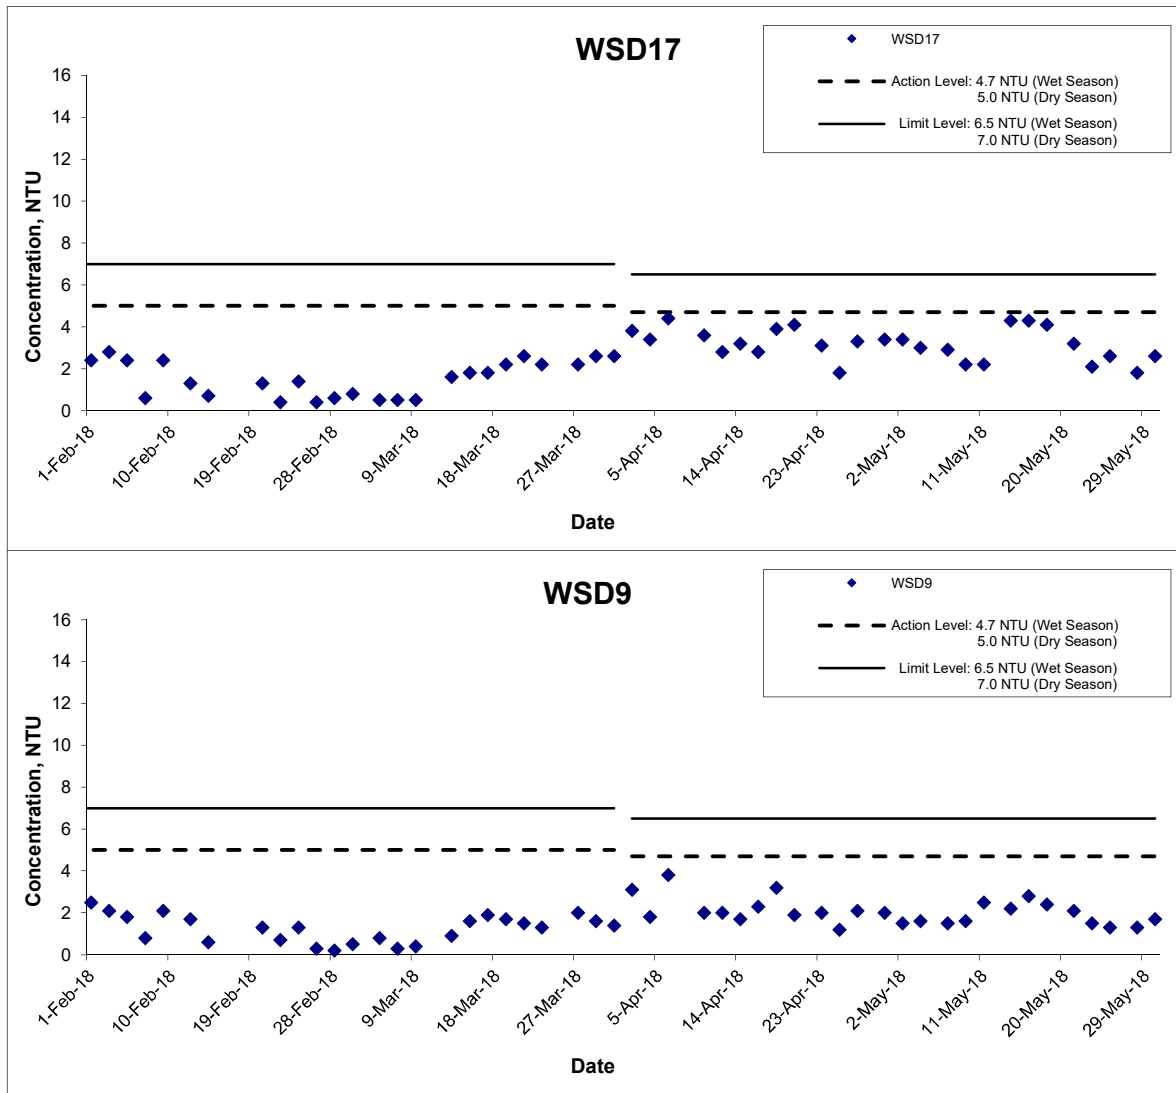 WSD17
WSD17
Action Level: 4.7 NTU (Wet Season)
5.0 NTU (Dry Season)
Limit Level: 6.5 NTU (Wet Season)
7.0 NTU (Dry Season)
Concentration, NTU
16
14
12
10
8
6
4
2
0
1-Feb-18
10-Feb-18
19-Feb-18
28-Feb-18
9-Mar-18
18-Mar-18
27-Mar-18
5-Apr-18
14-Apr-18
23-Apr-18
2-May-18
11-May-18
20-May-18
29-May-18
Date
WSD9
WSD9
Action Level: 4.7 NTU (Wet Season)
5.0 NTU (Dry Season)
Limit Level: 6.5 NTU (Wet Season)
7.0 NTU (Dry Season)
Concentration, NTU
16
14
12
10
8
6
4
2
0
1-Feb-18
10-Feb-18
19-Feb-18
28-Feb-18
9-Mar-18
18-Mar-18
27-Mar-18
5-Apr-18
14-Apr-18
23-Apr-18
2-May-18
11-May-18
20-May-18
29-May-18
Date